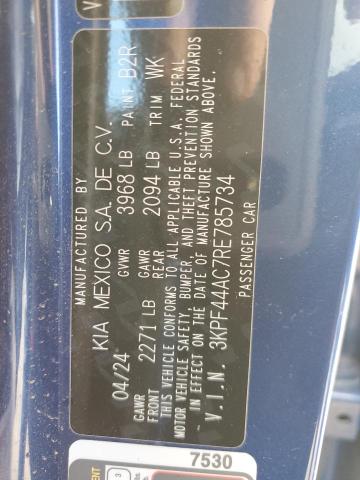 MANUFACTURED BY
KIA MEXICO S.A. DE C.V.
04/24 GVWR 3968 LB PAINT B2R
GAWR FRONT 2271 LB GAWR REAR 2094 LB TRIM WK
THIS VEHICLE CONFORMS TO ALL APPLICABLE U.S.A. FEDERAL
MOTOR VEHICLE SAFETY, BUMPER, AND THEFT PREVENTION STANDARDS
IN EFFECT ON THE DATE OF MANUFACTURE SHOWN ABOVE.
V.I.N. 3KPF44AC7RE785734
PASSENGER CAR
7530